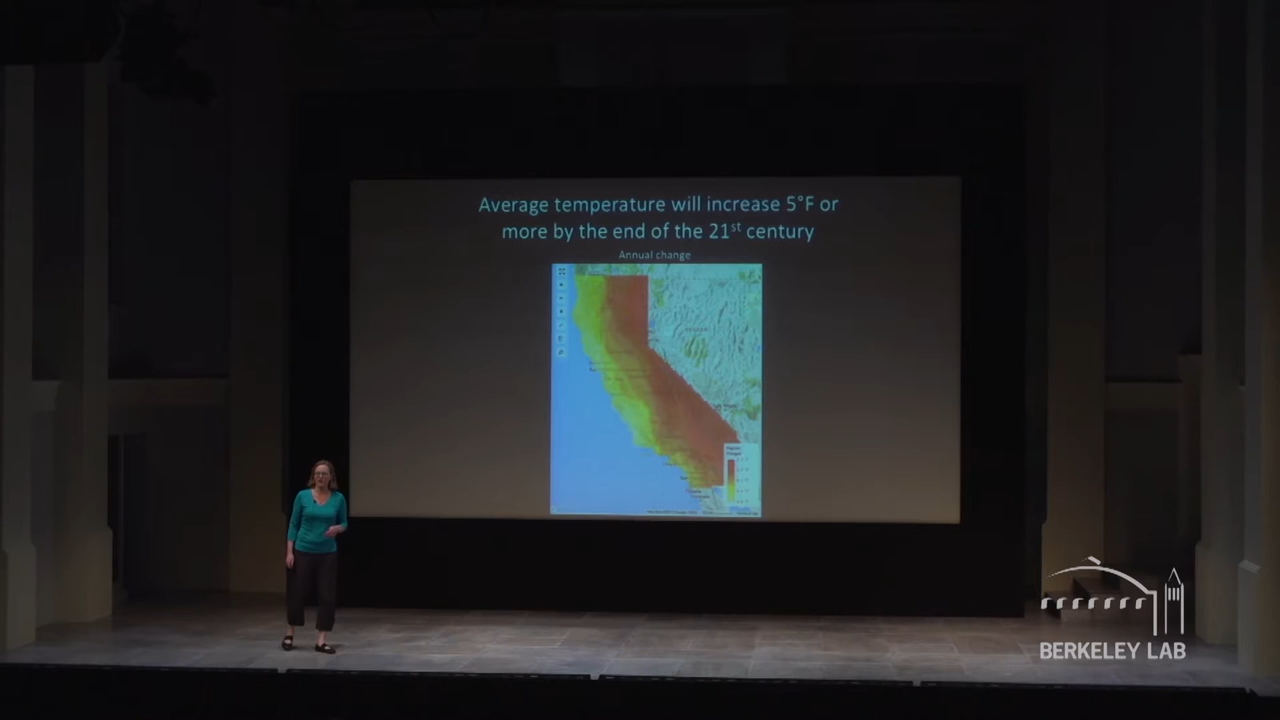 Average temperature will increase 5°F or
more by the end of the 21st century
Annual change
BERKELEY LAB